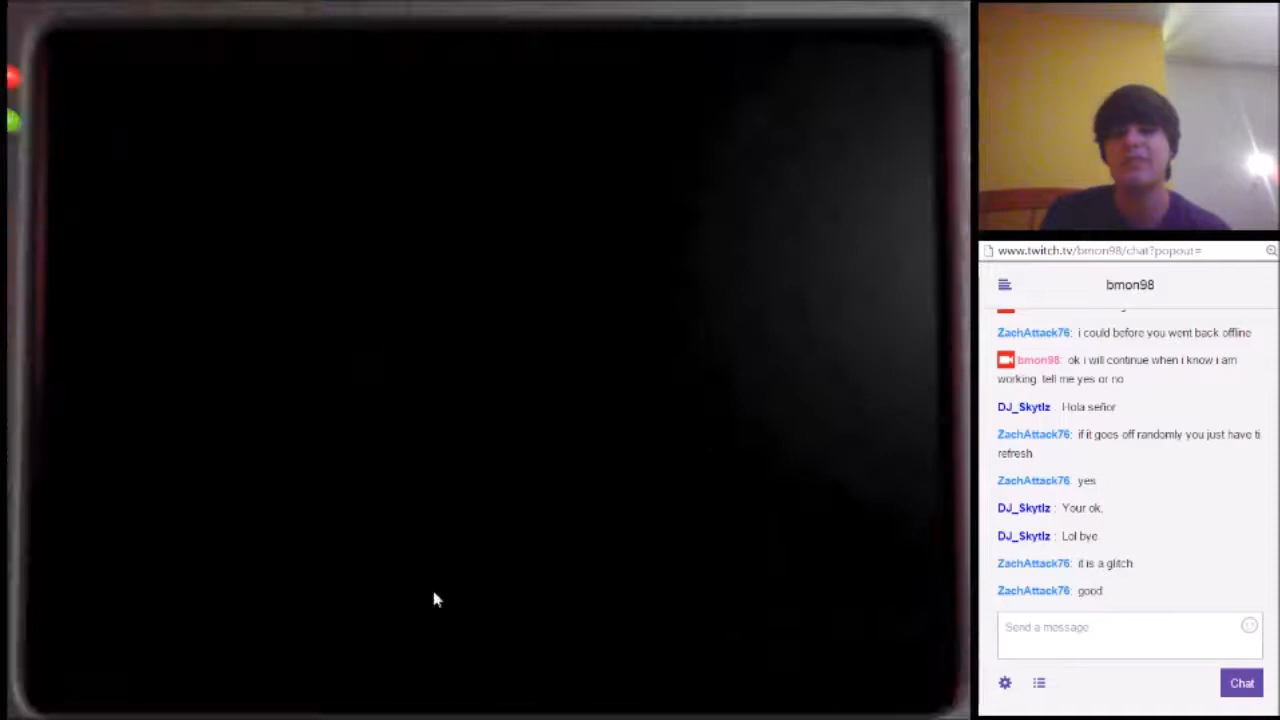 www.twitch.tv/bmon98/chat?popout=
bmon98
ZachAttack76: i could before you went back offline
bmon98: ok i will continue when i know i am
working. tell me yes or no
DJ_Skytlz : Hola señor
ZachAttack76: if it goes off randomly you just have ti
refresh
ZachAttack76: yes
DJ_Skytlz : Your ok,
DJ_Skytlz : Lol bye
ZachAttack76: it is a glitch
ZachAttack76: good
Send a message
Chat